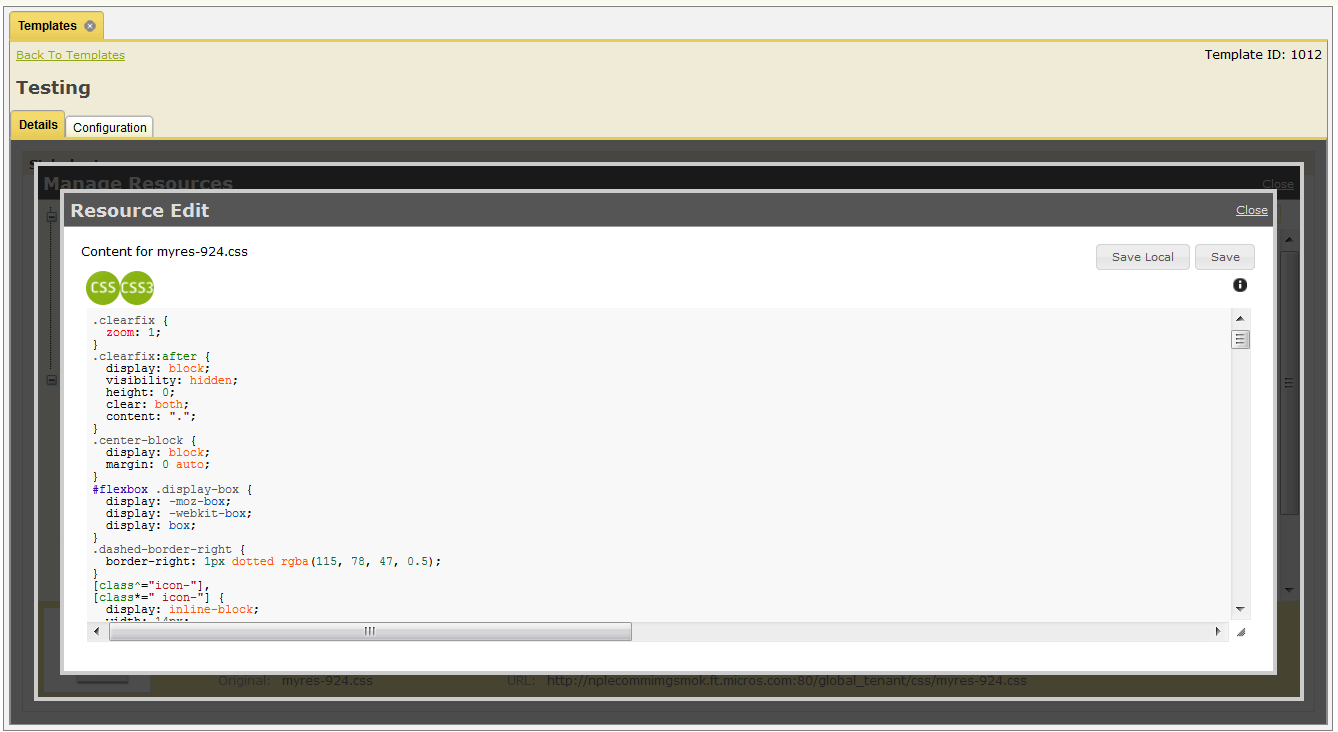 Templates
Back To Templates
Template ID: 1012
Testing
Details
Configuration
Manage Resources
Close
Resource Edit
Close
Content for myres-924.css
Save Local
Save
CSS
CSS3
.clearfix {
  zoom: 1;
}
.clearfix:after {
  display: block;
  visibility: hidden;
  height: 0;
  clear: both;
  content: ".";
}
.center-block {
  display: block;
  margin: 0 auto;
}
#flexbox .display-box {
  display: -moz-box;
  display: -webkit-box;
  display: box;
}
.dashed-border-right {
  border-right: 1px dotted rgba(115, 78, 47, 0.5);
}
[class^="icon-"],
[class*=" icon-"] {
  display: inline-block;
  width: 14px;
Original: myres-924.css
URL: http://nplecommimgsmok.ft.micros.com:80/global_tenant/css/myres-924.css